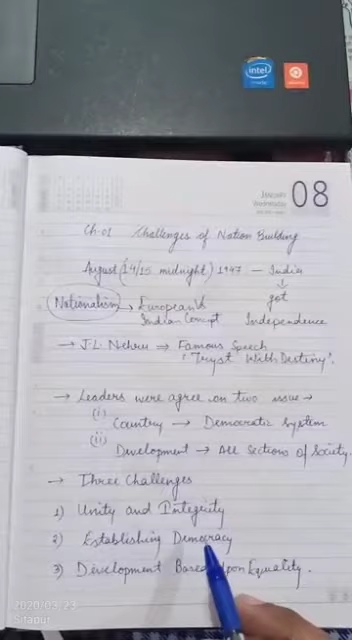 intel
January
Wednesday
08
Ch-01 Challenges of Nation Building
August (14/15 midnight) 1947 → India
↓
got
Independence
Nationalism → European &
Indian Concept
→ J.L. Nehru → Famous Speech
"Tryst With Destiny".
→ Leaders were agree on two issue →
(i) Country → Democratic System
(ii) Development → All Sections of Society.
→ Three Challenges
1) Unity and Integrity
2) Establishing Democracy
3) Development Based Upon Equality.
2020/03/23
Sitapur